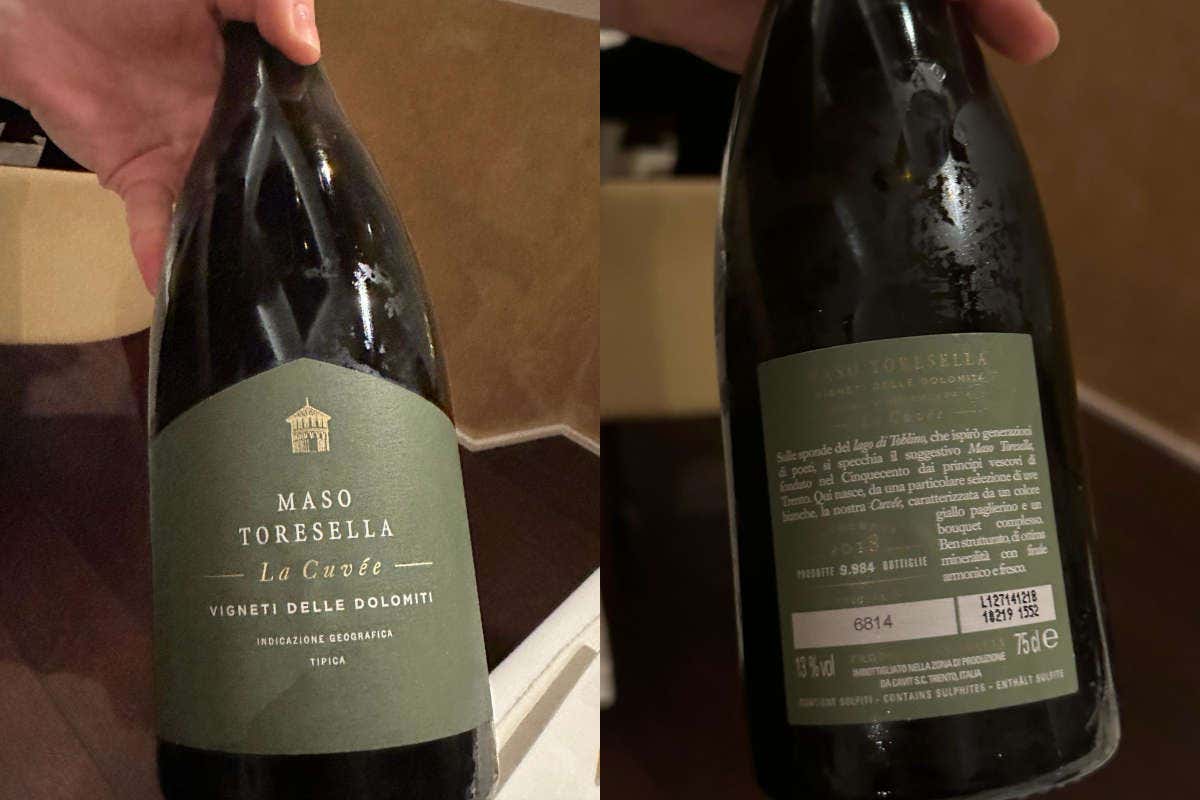 MASO
TORESELLA
La Cuvée
VIGNETI DELLE DOLOMITI
INDICAZIONE GEOGRAFICA
TIPICA
MASO TORESELLA
VIGNETI DELLE DOLOMITI
La Cuvée
Sulle sponde del lago di Toblino, che ispirò generazioni
di poeti, si specchia il suggestivo Maso Toresella,
fondato nel Cinquecento dai principi vescovi di
Trento. Qui nasce, da una particolare selezione di uve
bianche, la nostra Cuvée, caratterizzata da un colore
giallo paglierino e un
bouquet complesso.
Ben strutturato, di ottima
mineralità con finale
armonico e fresco.
2018
PRODOTTE 9.984 BOTTIGLIE
6814
L127141218
18219 1552
13 % vol
75 cl e
IMBOTTIGLIATO NELLA ZONA DI PRODUZIONE
DA CAVIT S.C. TRENTO, ITALIA
CONTIENE SOLFITI - CONTAINS SULPHITES - ENTHÄLT SULFITE